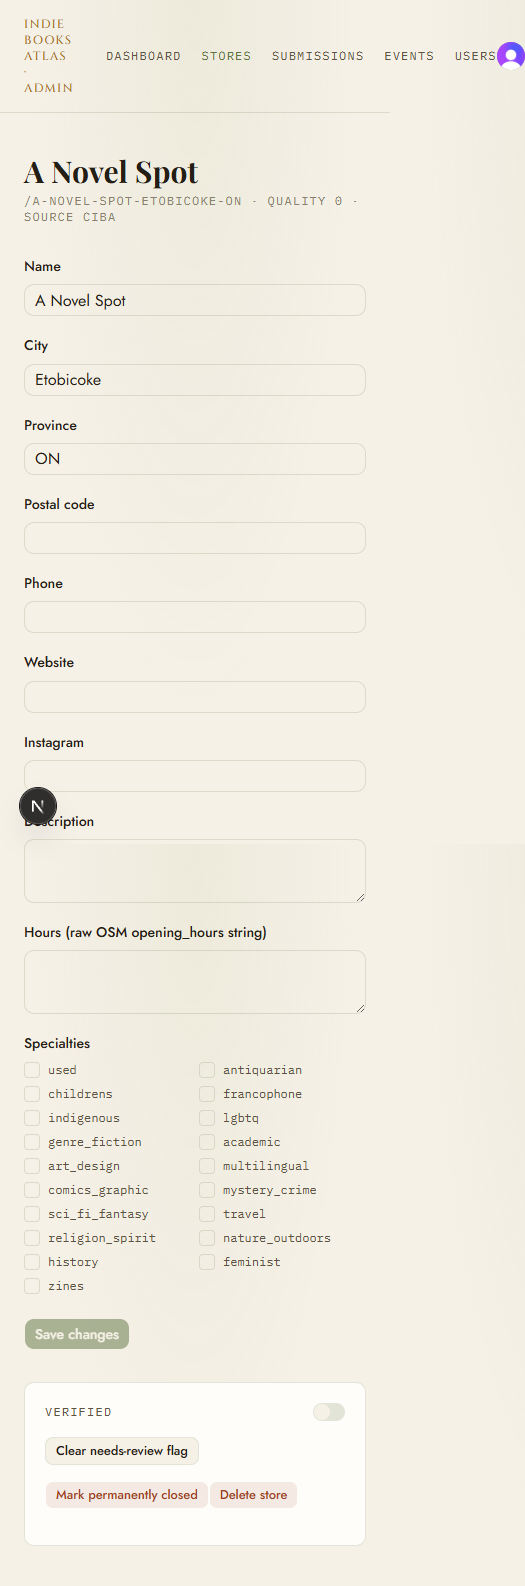 INDIE
BOOKS
ATLAS
·
ADMIN
DASHBOARD STORES SUBMISSIONS EVENTS USERS
A Novel Spot
/A-NOVEL-SPOT-ETOBICOKE-ON · QUALITY 0 ·
SOURCE CIBA
Name
A Novel Spot
City
Etobicoke
Province
ON
Postal code
Phone
Website
Instagram
N
Description
Hours (raw OSM opening_hours string)
Specialties
used antiquarian
childrens francophone
indigenous lgbtq
genre_fiction academic
art_design multilingual
comics_graphic mystery_crime
sci_fi_fantasy travel
religion_spirit nature_outdoors
history feminist
zines
Save changes
VERIFIED
Clear needs-review flag
Mark permanently closed Delete store